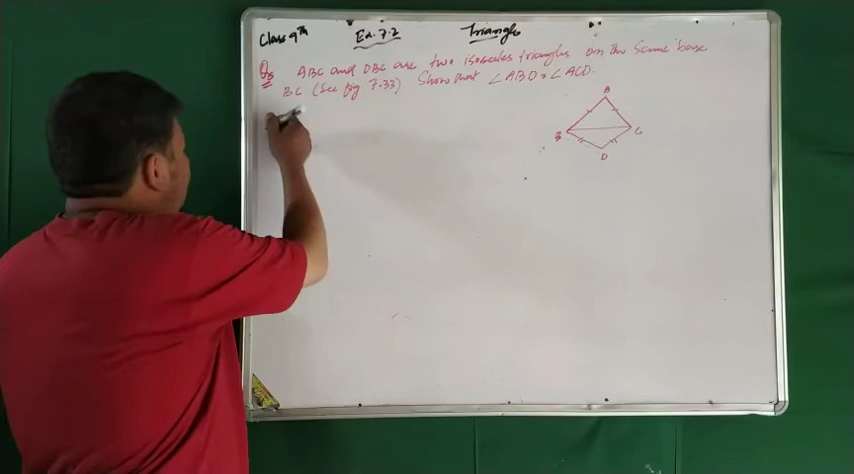 Class 9th Ex. 7.2 Triangle
Q5 ABC and DBC are two isosceles triangles on the same base
BC (See fig 7.33) Show that ∠ABD = ∠ACD.
A
B
C
D